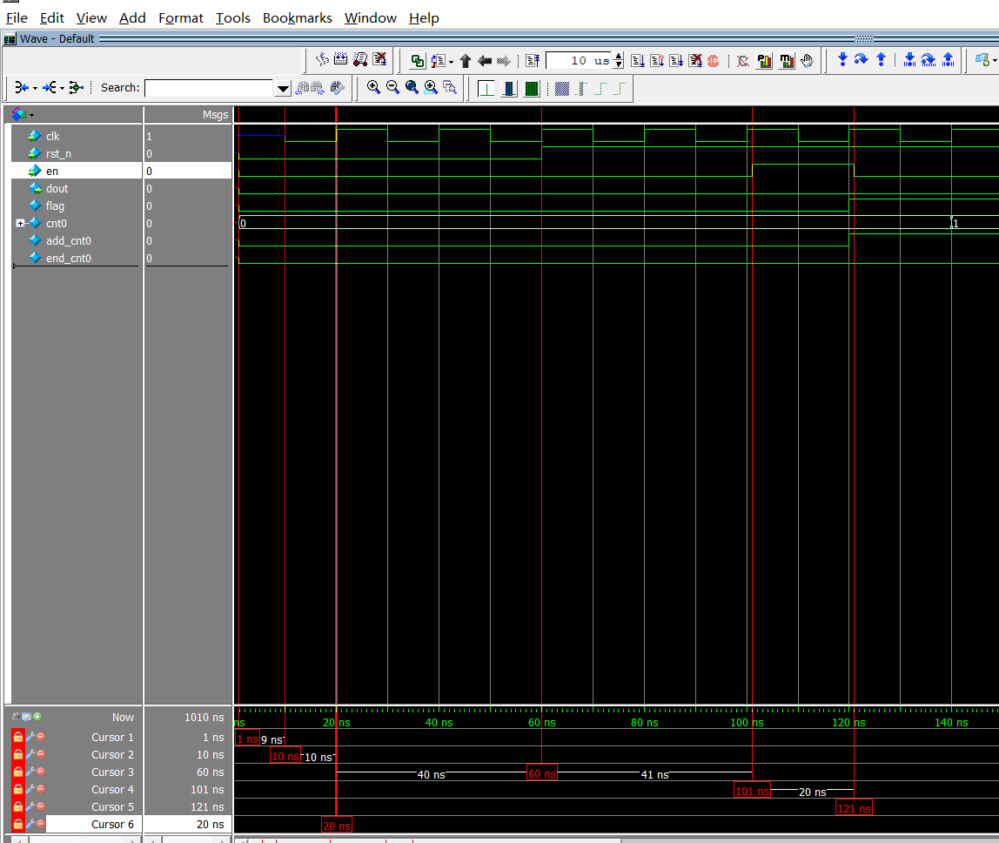 File Edit View Add Format Tools Bookmarks Window Help
Wave - Default
10 us
Search:
Msgs
clk 1
rst_n 0
en 0
dout 0
flag 0
cnt0 0 0 1
add_cnt0 0
end_cnt0 0
Now 1010 ns ns 20 ns 40 ns 60 ns 80 ns 100 ns 120 ns 140 ns
Cursor 1 1 ns 1 ns 9 ns
Cursor 2 10 ns 10 ns 10 ns
Cursor 3 60 ns 40 ns 60 ns 41 ns
Cursor 4 101 ns 101 ns 20 ns
Cursor 5 121 ns 121 ns
Cursor 6 20 ns 20 ns